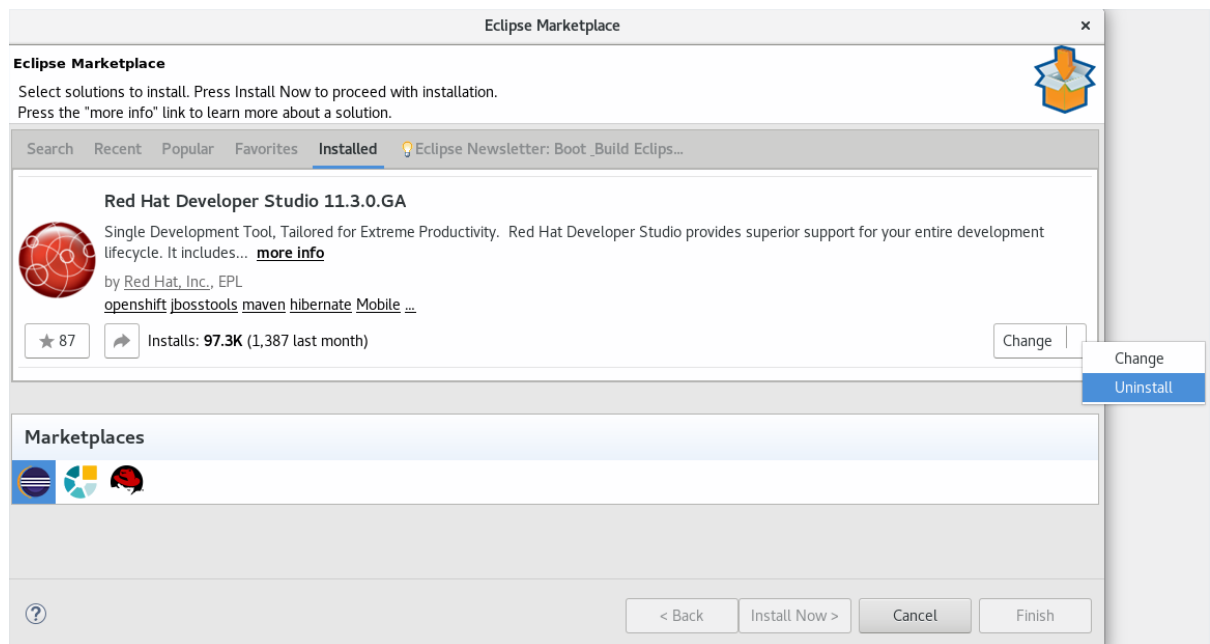 Eclipse Marketplace
×
Eclipse Marketplace
Select solutions to install. Press Install Now to proceed with installation.
Press the "more info" link to learn more about a solution.
Search Recent Popular Favorites Installed Eclipse Newsletter: Boot _Build Eclips...
Red Hat Developer Studio 11.3.0.GA
Single Development Tool, Tailored for Extreme Productivity. Red Hat Developer Studio provides superior support for your entire development
lifecycle. It includes... more info
by Red Hat, Inc., EPL
openshift jbosstools maven hibernate Mobile ...
87 Installs: 97.3K (1,387 last month) Change
Change
Uninstall
Marketplaces
? < Back Install Now > Cancel Finish